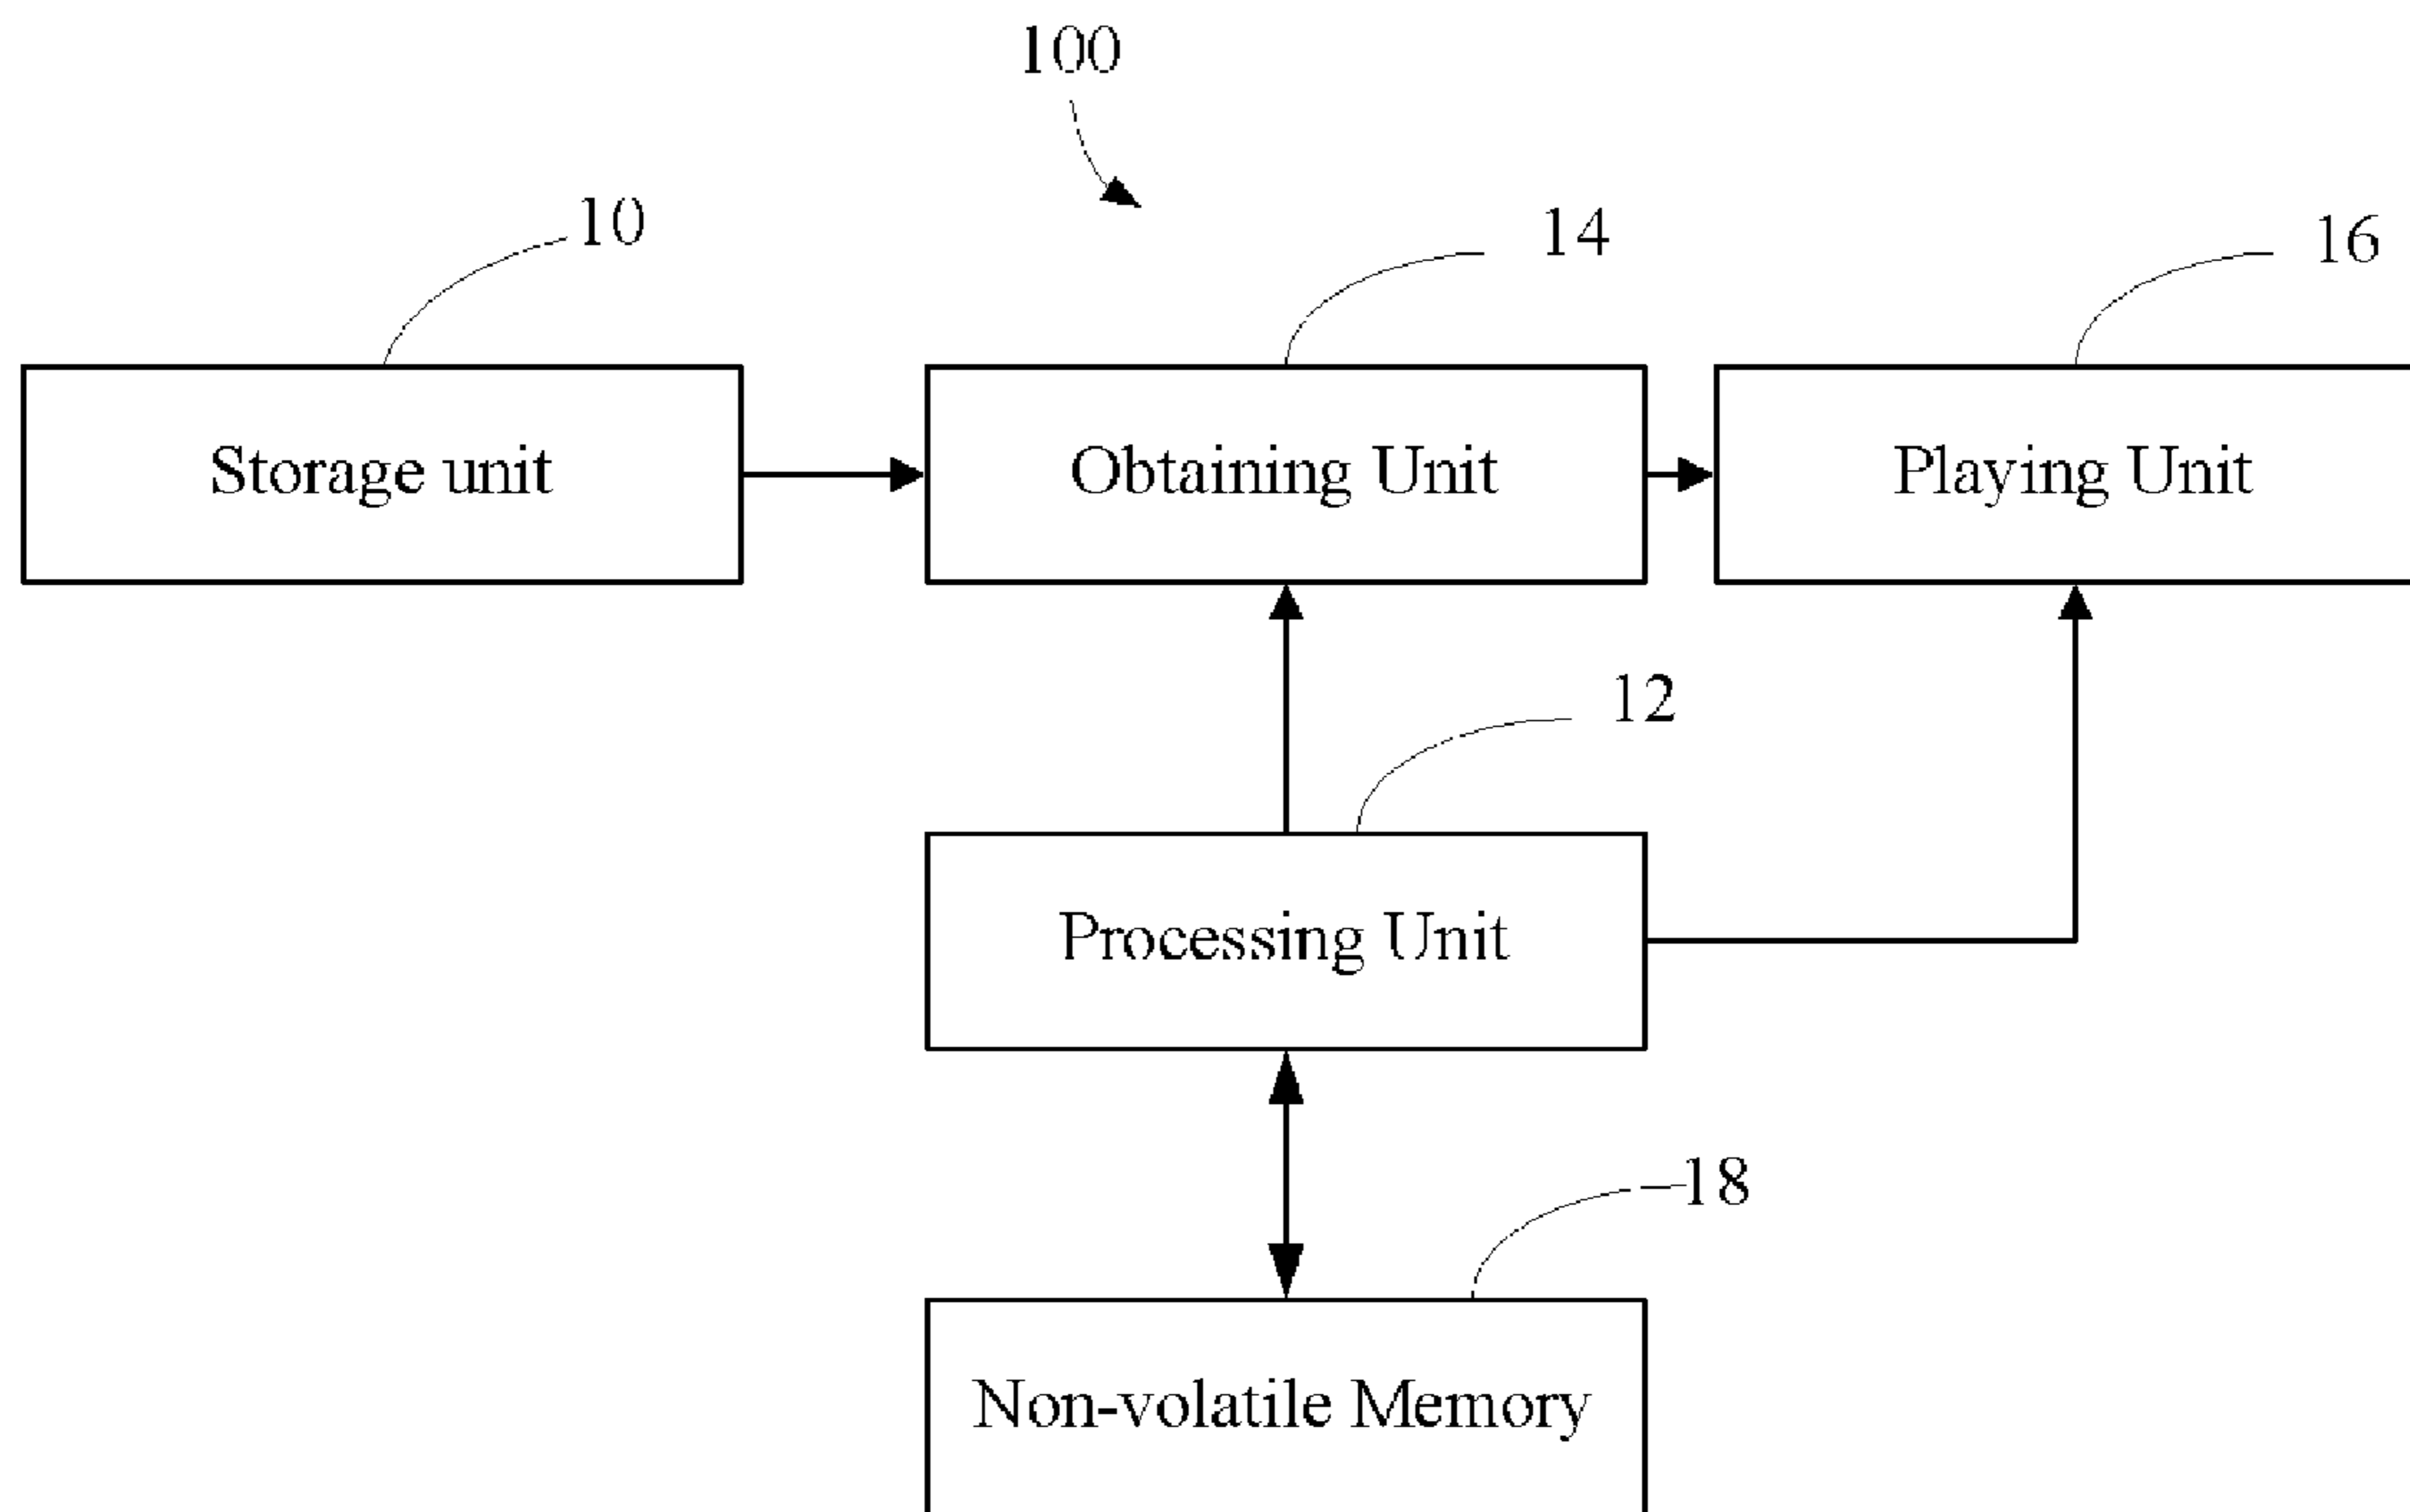 100
10
14
16
Storage unit
Obtaining Unit
Playing Unit
12
Processing Unit
18
Non-volatile Memory